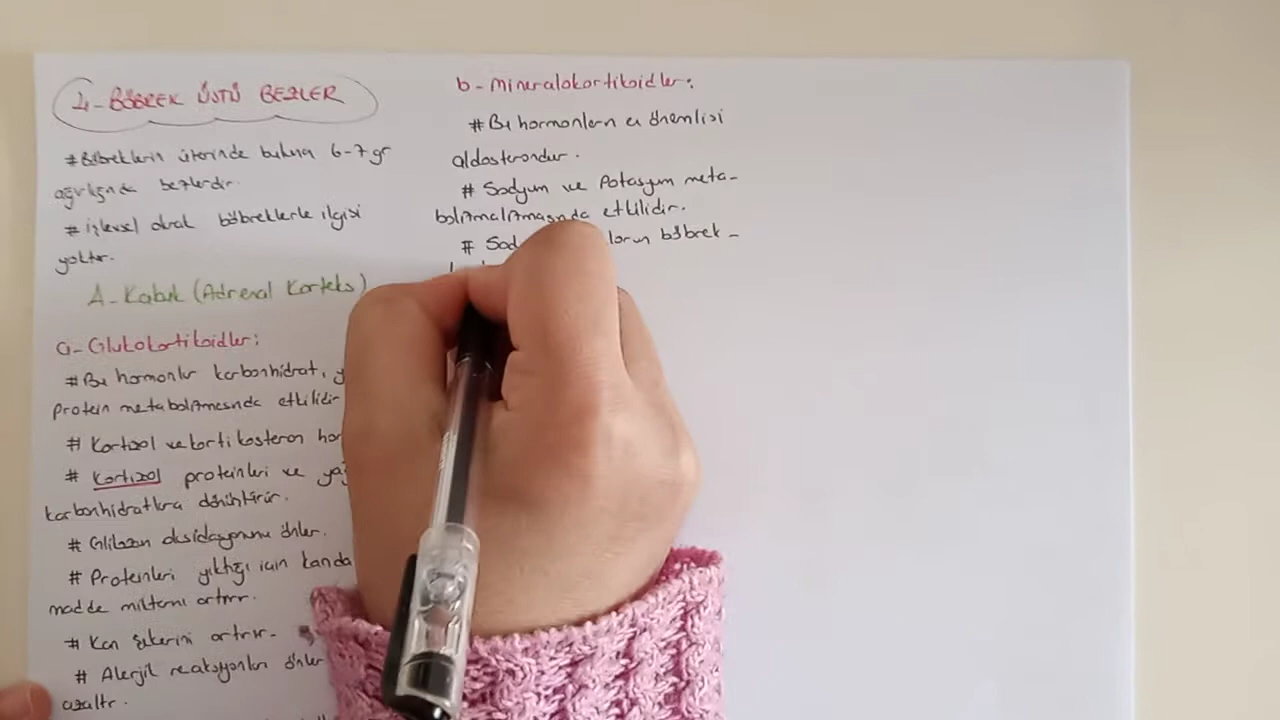 4-BÖBREK ÜSTÜ BEZLER
#Böbreklerin üzerinde bulunan 6-7 gr
ağırlığında bezlerdir.
# işlevsel olarak böbreklerle ilgisi
yoktur.
A-Kabuk (Adrenal Korteks)
a-Glukokortikoidler:
#Bu hormonlar karbonhidrat,
protein metabolizmasında etkilidir
# Kortizol ve kortikosteron
# Kortizol proteinleri ve
karbonhidratlara dönüştürür.
# Glikozun oksidasyonunu önler.
# Proteinleri yıktığı için kanda
madde miktarını artırır.
# Kan şekerini artırır.
# Alerjik reaksiyonları önler
azaltır.
b-Mineralokortikoidler:
#Bu hormonların en önemlisi
aldosterondur.
# Sodyum ve Potasyum meta-
bolizmalarında etkilidir.
# böbrek-